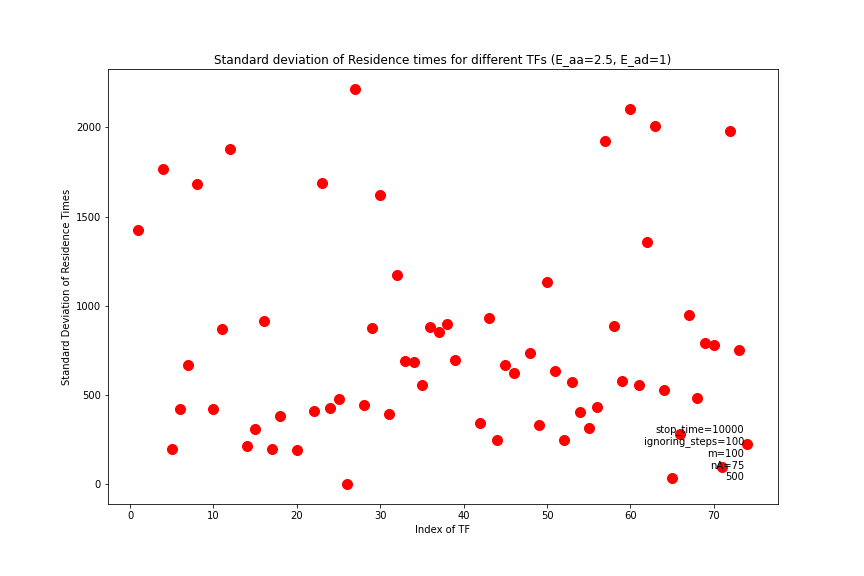 Standard deviation of Residence times for different TFs (E_aa=2.5, E_ad=1)
Standard Deviation of Residence Times
2000
1500
1000
500
0
stop_time=10000
ignoring_steps=100
m=100
nA=75
500
0 10 20 30 40 50 60 70
Index of TF